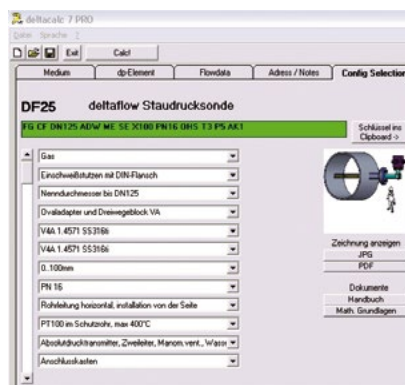 deltacalc 7 PRO
Datei Sprache ?
Exit Calc!
Medium dp-Element Flowdata Adress / Notes Config Selection
DF25 deltaflow Staudrucksonde
FG CF DN125 ADW ME SE X100 PN16 OHS T3 P5 AK1
Schlüssel ins
Clipboard ->
Gas
Einschweißstutzen mit DIN-Flansch
Nenndurchmesser bis DN125
Ovaladapter und Dreiwegeblock VA
V4A 1.4571 SS316ti
V4A 1.4571 SS316ti
0..100mm
PN 16
Rohrleitung horizontal, installation von der Seite
PT100 im Schutzrohr, max 400°C
Absolutdrucktransmitter, Zweileiter, Manom.vent., Wasser
Anschlusskasten
Zeichnung anzeigen
JPG
PDF
Dokumente
Handbuch
Math. Grundlagen